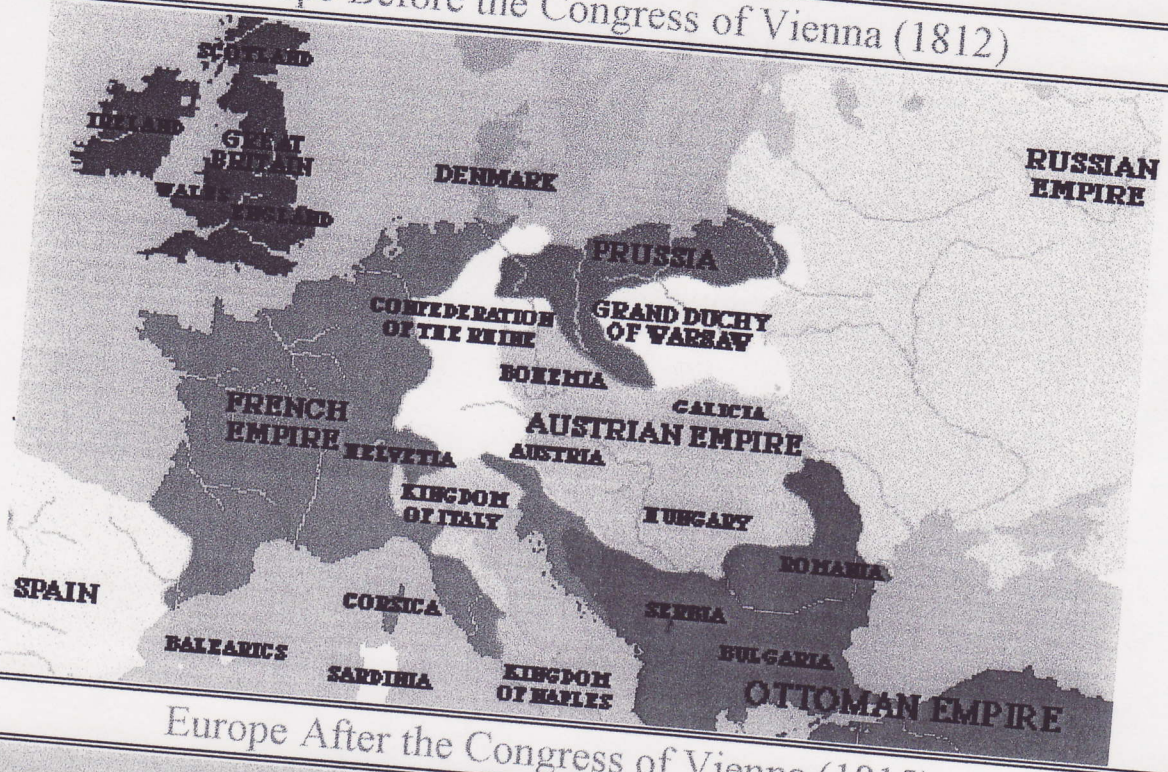 Before the Congress of Vienna (1812)
SCOTLAND
IRELAND
GREAT
BRITAIN
WALES
ENGLAND
DENMARK
RUSSIAN
EMPIRE
PRUSSIA
CONFEDERATION
OF THE RHINE
GRAND DUCHY
OF WARSAW
BOHEMIA
GALICIA
FRENCH
EMPIRE
AUSTRIAN EMPIRE
HELVETIA
AUSTRIA
KINGDOM
OF ITALY
HUNGARY
ROMANIA
SPAIN
CORSICA
SERBIA
BALEARICS
BULGARIA
SARDINIA
KINGDOM
OF NAPLES
OTTOMAN EMPIRE
Europe After the Congress of Vienna